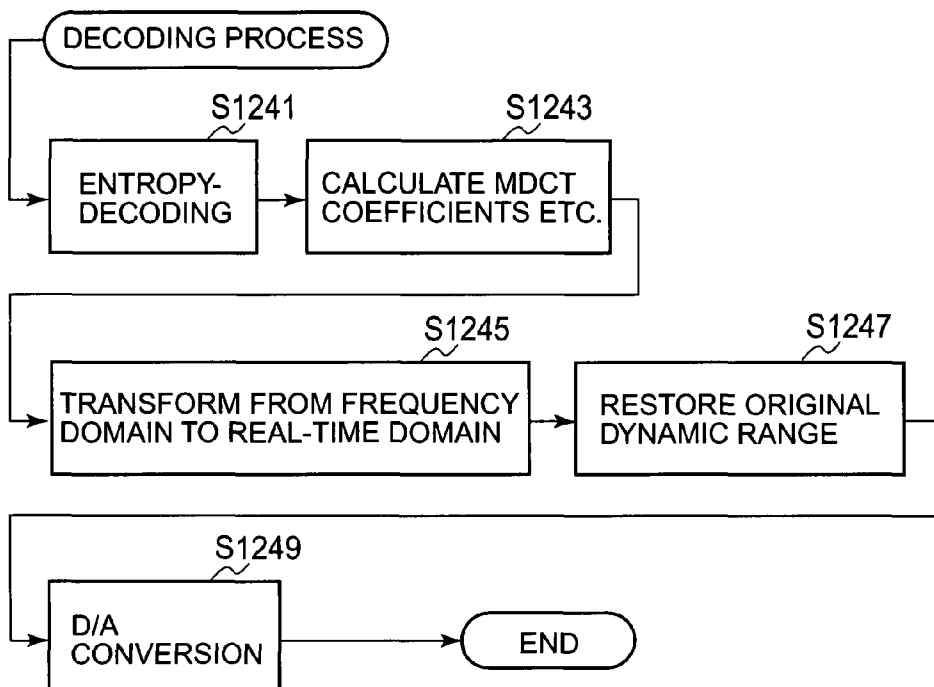 DECODING PROCESS
S1241
ENTROPY-
DECODING
S1243
CALCULATE MDCT
COEFFICIENTS ETC.
S1245
TRANSFORM FROM FREQUENCY
DOMAIN TO REAL-TIME DOMAIN
S1247
RESTORE ORIGINAL
DYNAMIC RANGE
S1249
D/A
CONVERSION
END